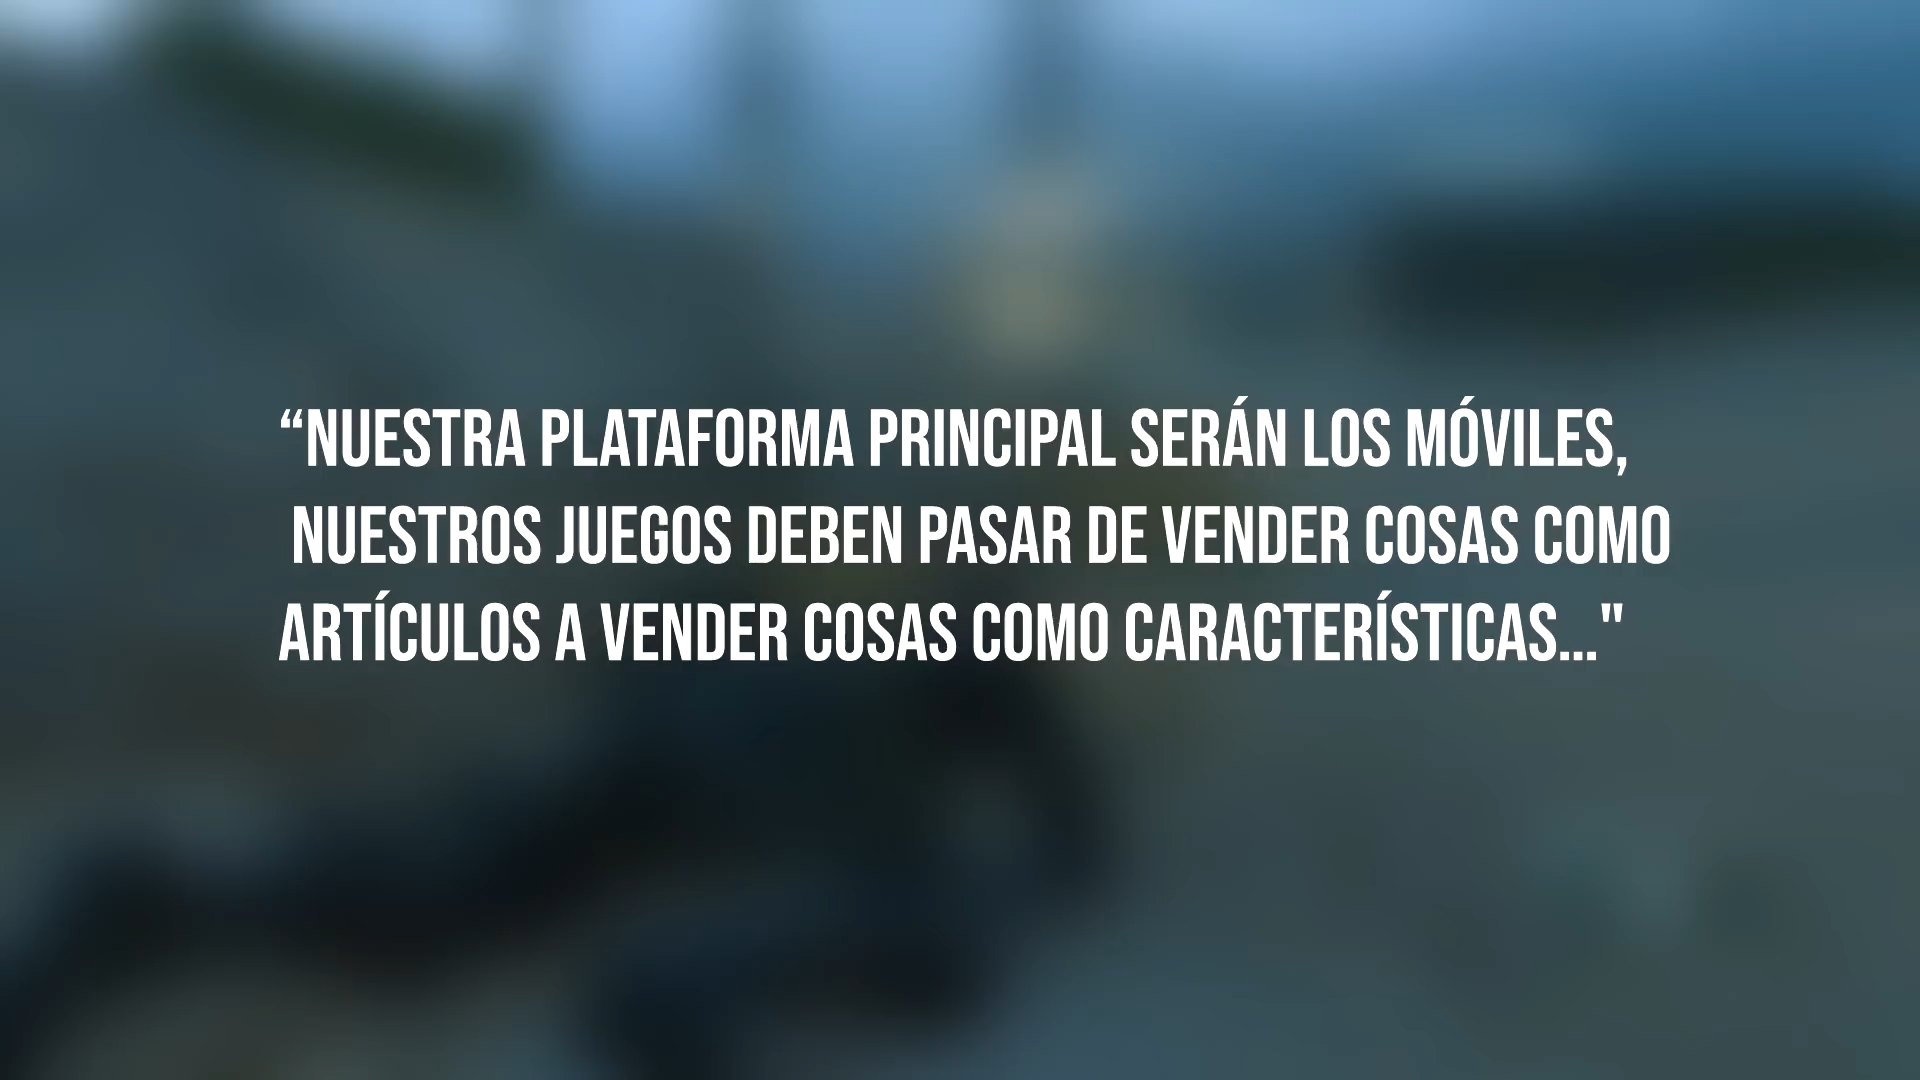 “NUESTRA PLATAFORMA PRINCIPAL SERÁN LOS MÓVILES,
NUESTROS JUEGOS DEBEN PASAR DE VENDER COSAS COMO
ARTÍCULOS A VENDER COSAS COMO CARACTERÍSTICAS..."